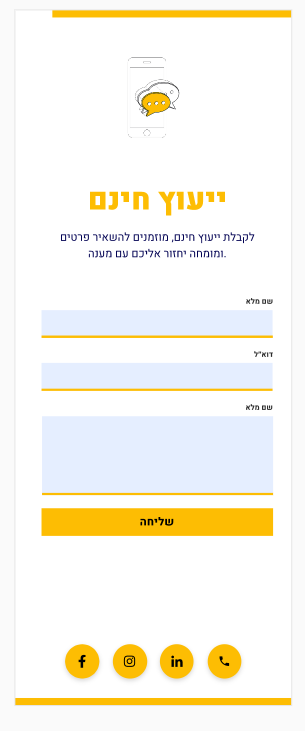 ייעוץ חינם
לקבלת ייעוץ חינם, מוזמנים להשאיר פרטים
ומומחה יחזור אליכם עם מענה.
שם מלא
דוא"ל
שם מלא
שליחה